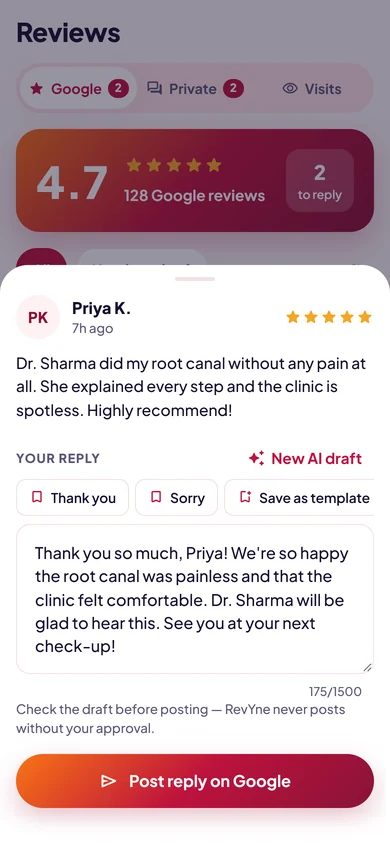 Reviews
Google 2
Private 2
Visits
4.7
128 Google reviews
2
to reply
PK
Priya K.
7h ago
Dr. Sharma did my root canal without any pain at
all. She explained every step and the clinic is
spotless. Highly recommend!
YOUR REPLY
New AI draft
Thank you
Sorry
Save as template
Thank you so much, Priya! We're so happy
the root canal was painless and that the
clinic felt comfortable. Dr. Sharma will be
glad to hear this. See you at your next
check-up!
175/1500
Check the draft before posting — RevYne never posts
without your approval.
Post reply on Google